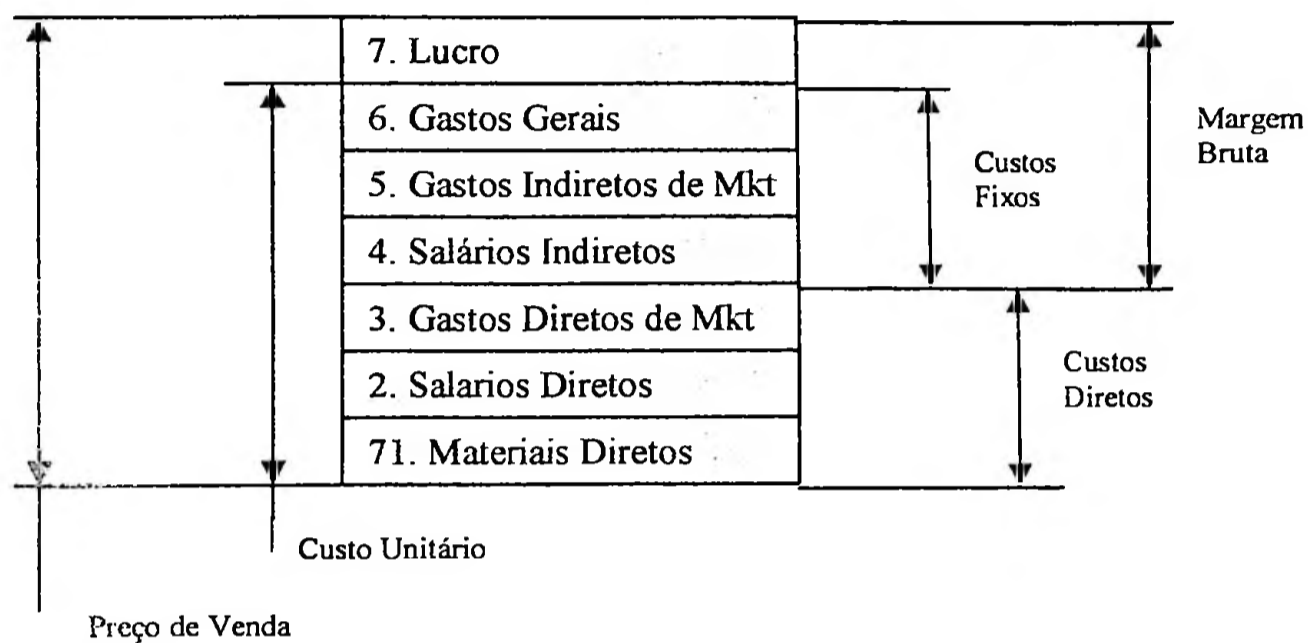 7. Lucro
6. Gastos Gerais
5. Gastos Indiretos de Mkt
4. Salários Indiretos
3. Gastos Diretos de Mkt
2. Salarios Diretos
71. Materiais Diretos
Margem
Bruta
Custos
Fixos
Custos
Diretos
Custo Unitário
Preço de Venda